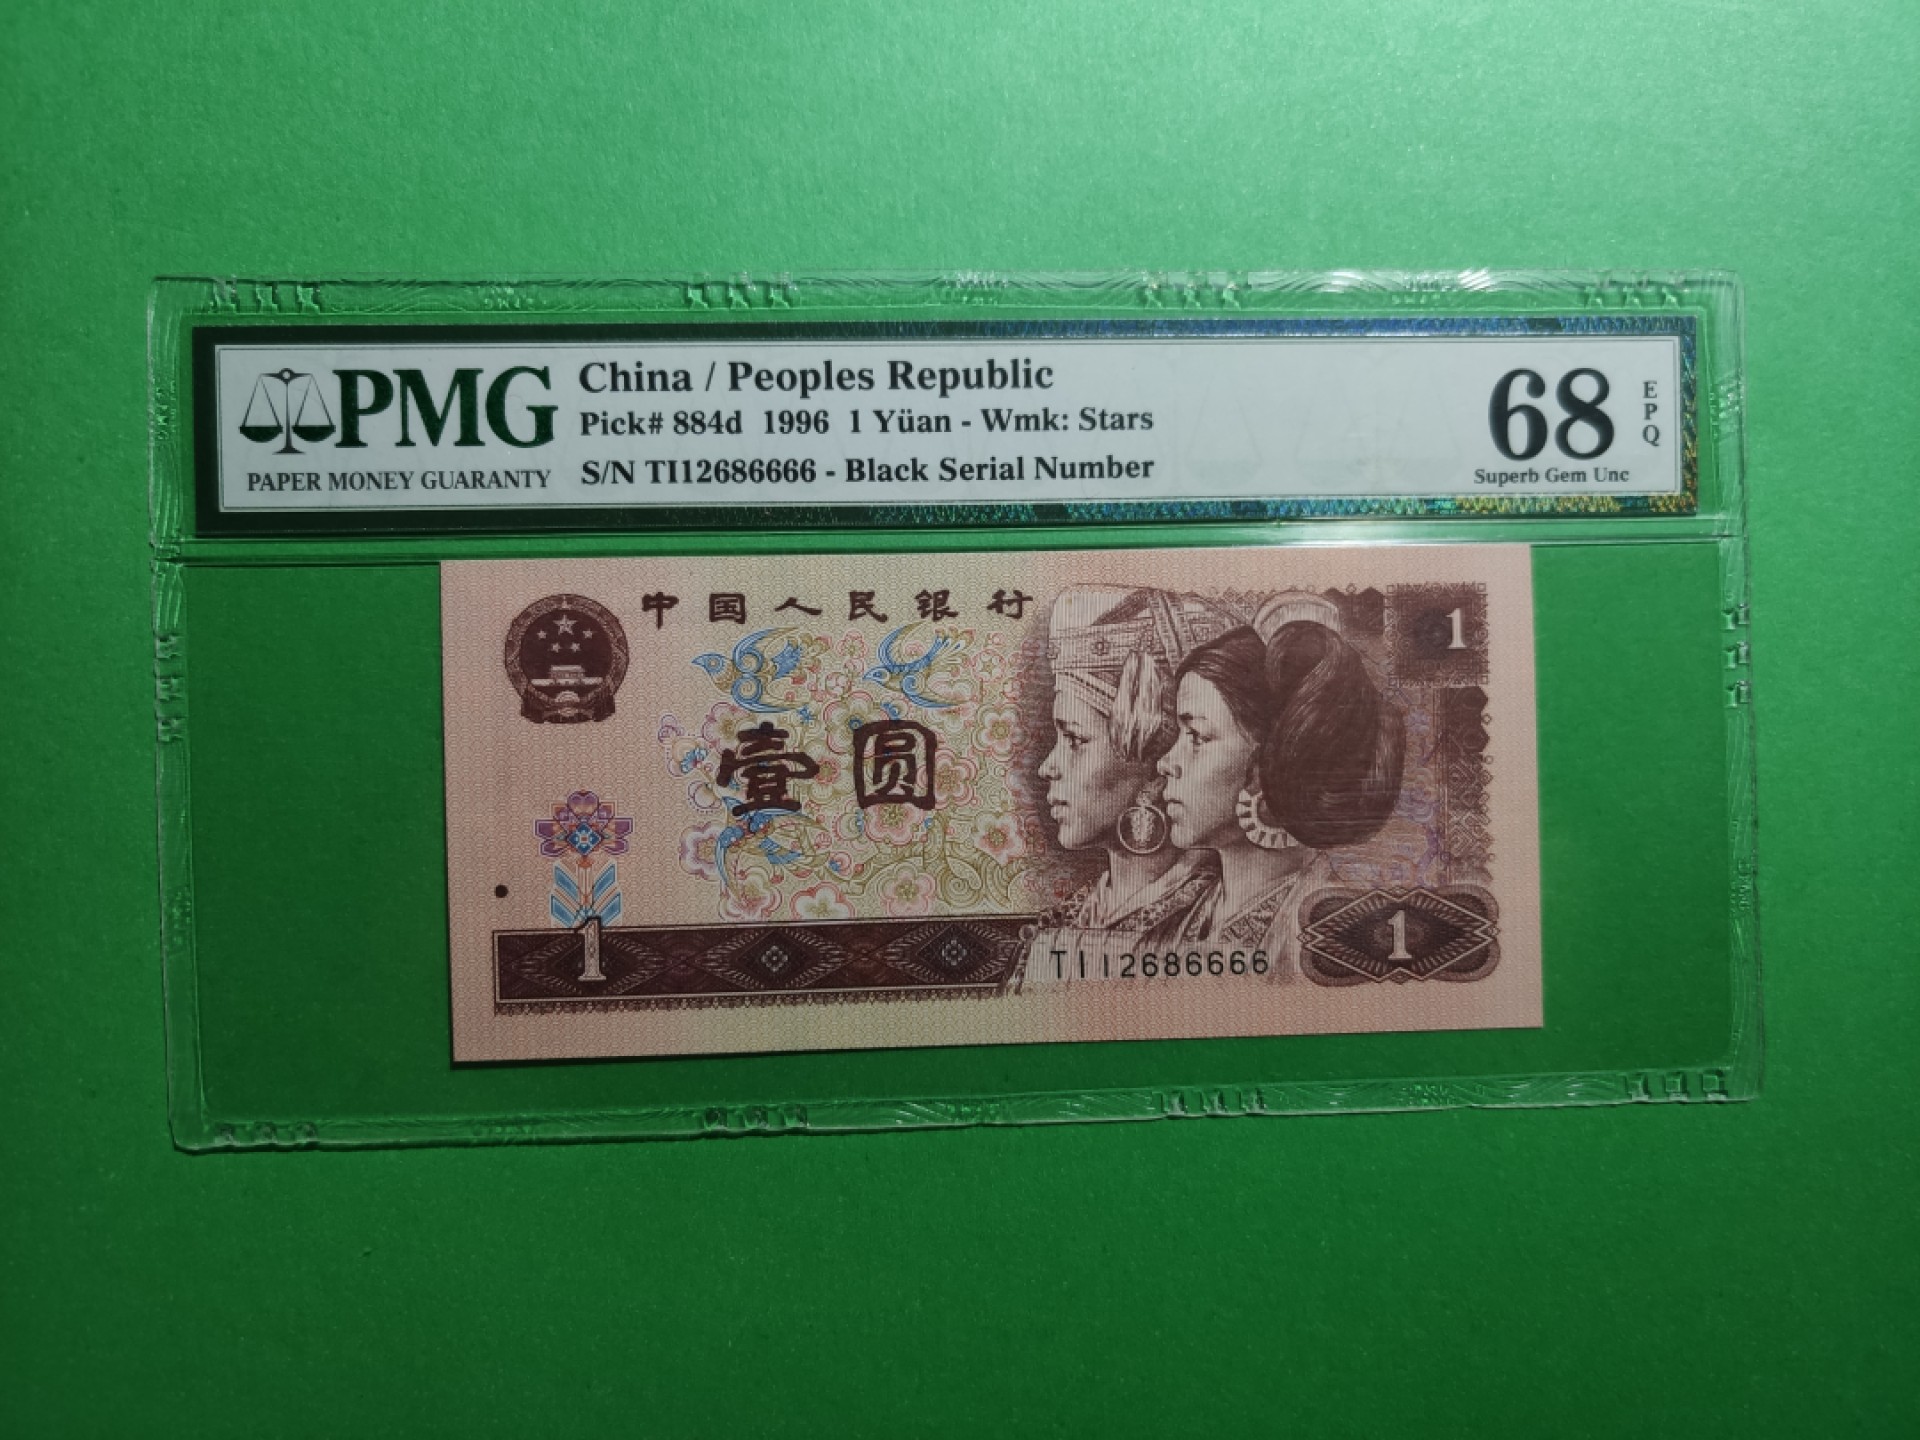 PMG
PAPER MONEY GUARANTY
China / Peoples Republic
Pick# 884d 1996 1 Yüan - Wmk: Stars
S/N TI12686666 - Black Serial Number
68
EPQ
Superb Gem Unc
中国人民银行
1
壹圆
1
1
TI12686666